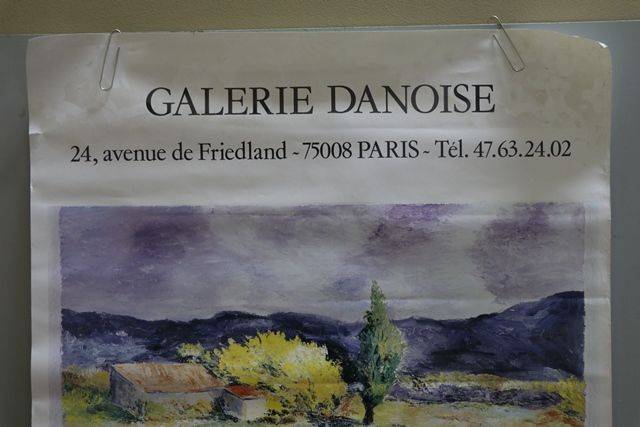 GALERIE DANOISE
24, avenue de Friedland ~ 75008 PARIS ~ Tél. 47.63.24.02